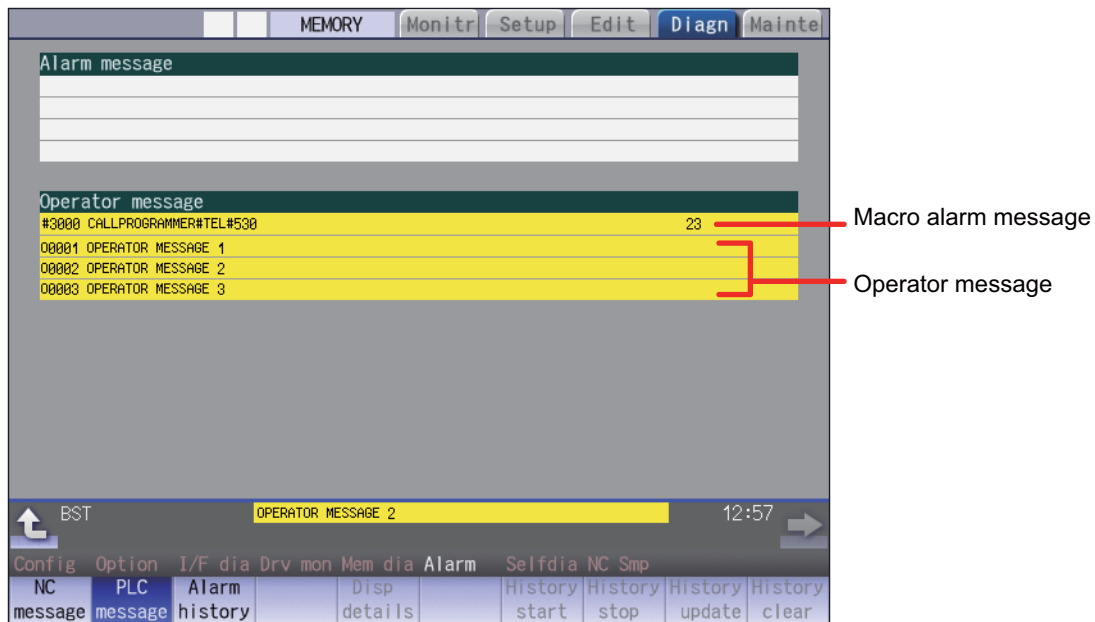 MEMORY Monitr Setup Edit Diagn Mainte
Alarm message
Operator message
#3000 CALLPROGRAMMER#TEL#530 23
O0001 OPERATOR MESSAGE 1
O0002 OPERATOR MESSAGE 2
O0003 OPERATOR MESSAGE 3
Macro alarm message
Operator message
BST OPERATOR MESSAGE 2 12:57
Config Option I/F dia Drv mon Mem dia Alarm Selfdia NC Smp
NC PLC Alarm Disp History History History History
message message history details start stop update clear